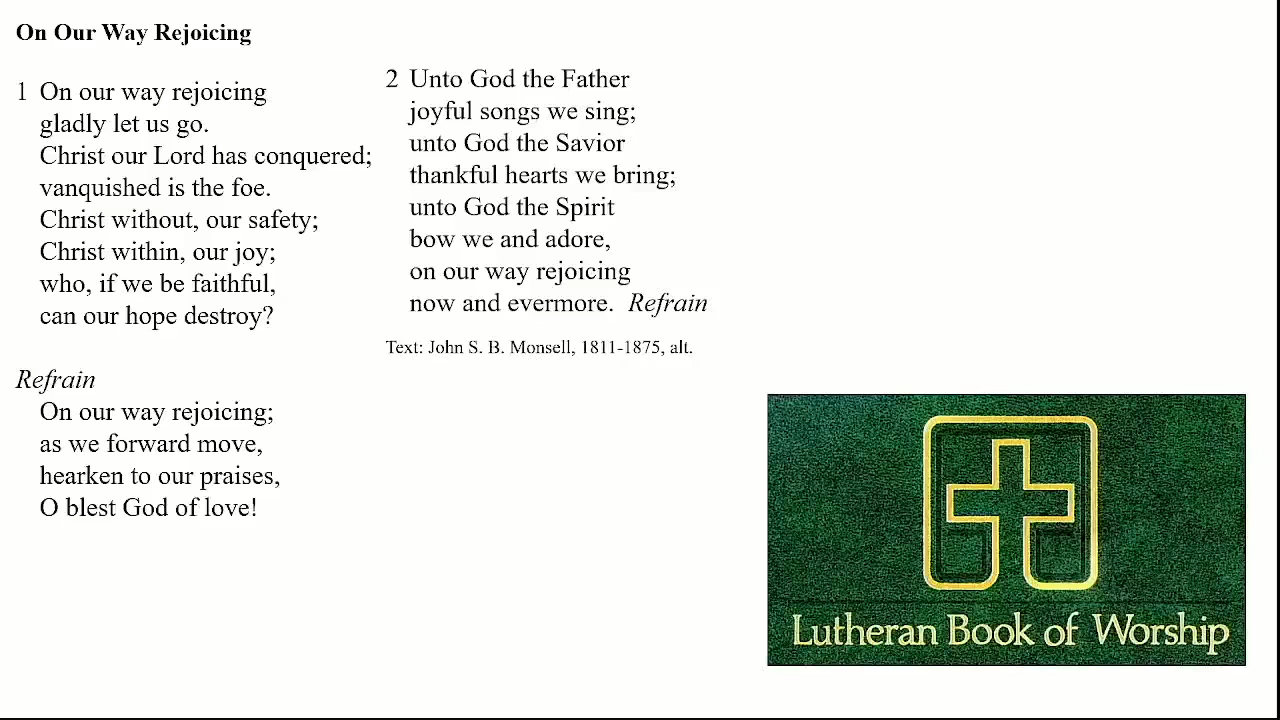 On Our Way Rejoicing
1 On our way rejoicing
gladly let us go.
Christ our Lord has conquered;
vanquished is the foe.
Christ without, our safety;
Christ within, our joy;
who, if we be faithful,
can our hope destroy?
Refrain
On our way rejoicing;
as we forward move,
hearken to our praises,
O blest God of love!
2 Unto God the Father
joyful songs we sing;
unto God the Savior
thankful hearts we bring;
unto God the Spirit
bow we and adore,
on our way rejoicing
now and evermore. Refrain
Text: John S. B. Monsell, 1811-1875, alt.
Lutheran Book of Worship